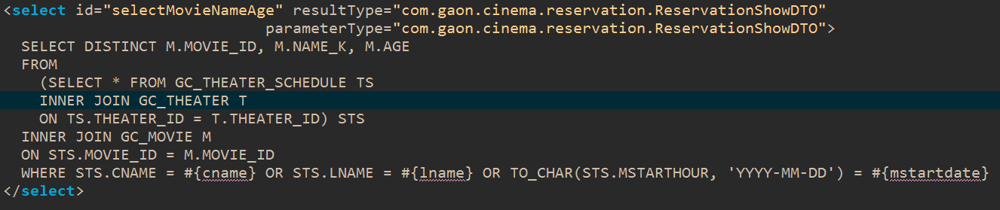 <select id="selectMovieNameAge" resultType="com.gaon.cinema.reservation.ReservationShowDTO"
parameterType="com.gaon.cinema.reservation.ReservationShowDTO">
SELECT DISTINCT M.MOVIE_ID, M.NAME_K, M.AGE
FROM
(SELECT * FROM GC_THEATER_SCHEDULE TS
INNER JOIN GC_THEATER T
ON TS.THEATER_ID = T.THEATER_ID) STS
INNER JOIN GC_MOVIE M
ON STS.MOVIE_ID = M.MOVIE_ID
WHERE STS.CNAME = #{cname} OR STS.LNAME = #{lname} OR TO_CHAR(STS.MSTARTHOUR, 'YYYY-MM-DD') = #{mstartdate}
</select>